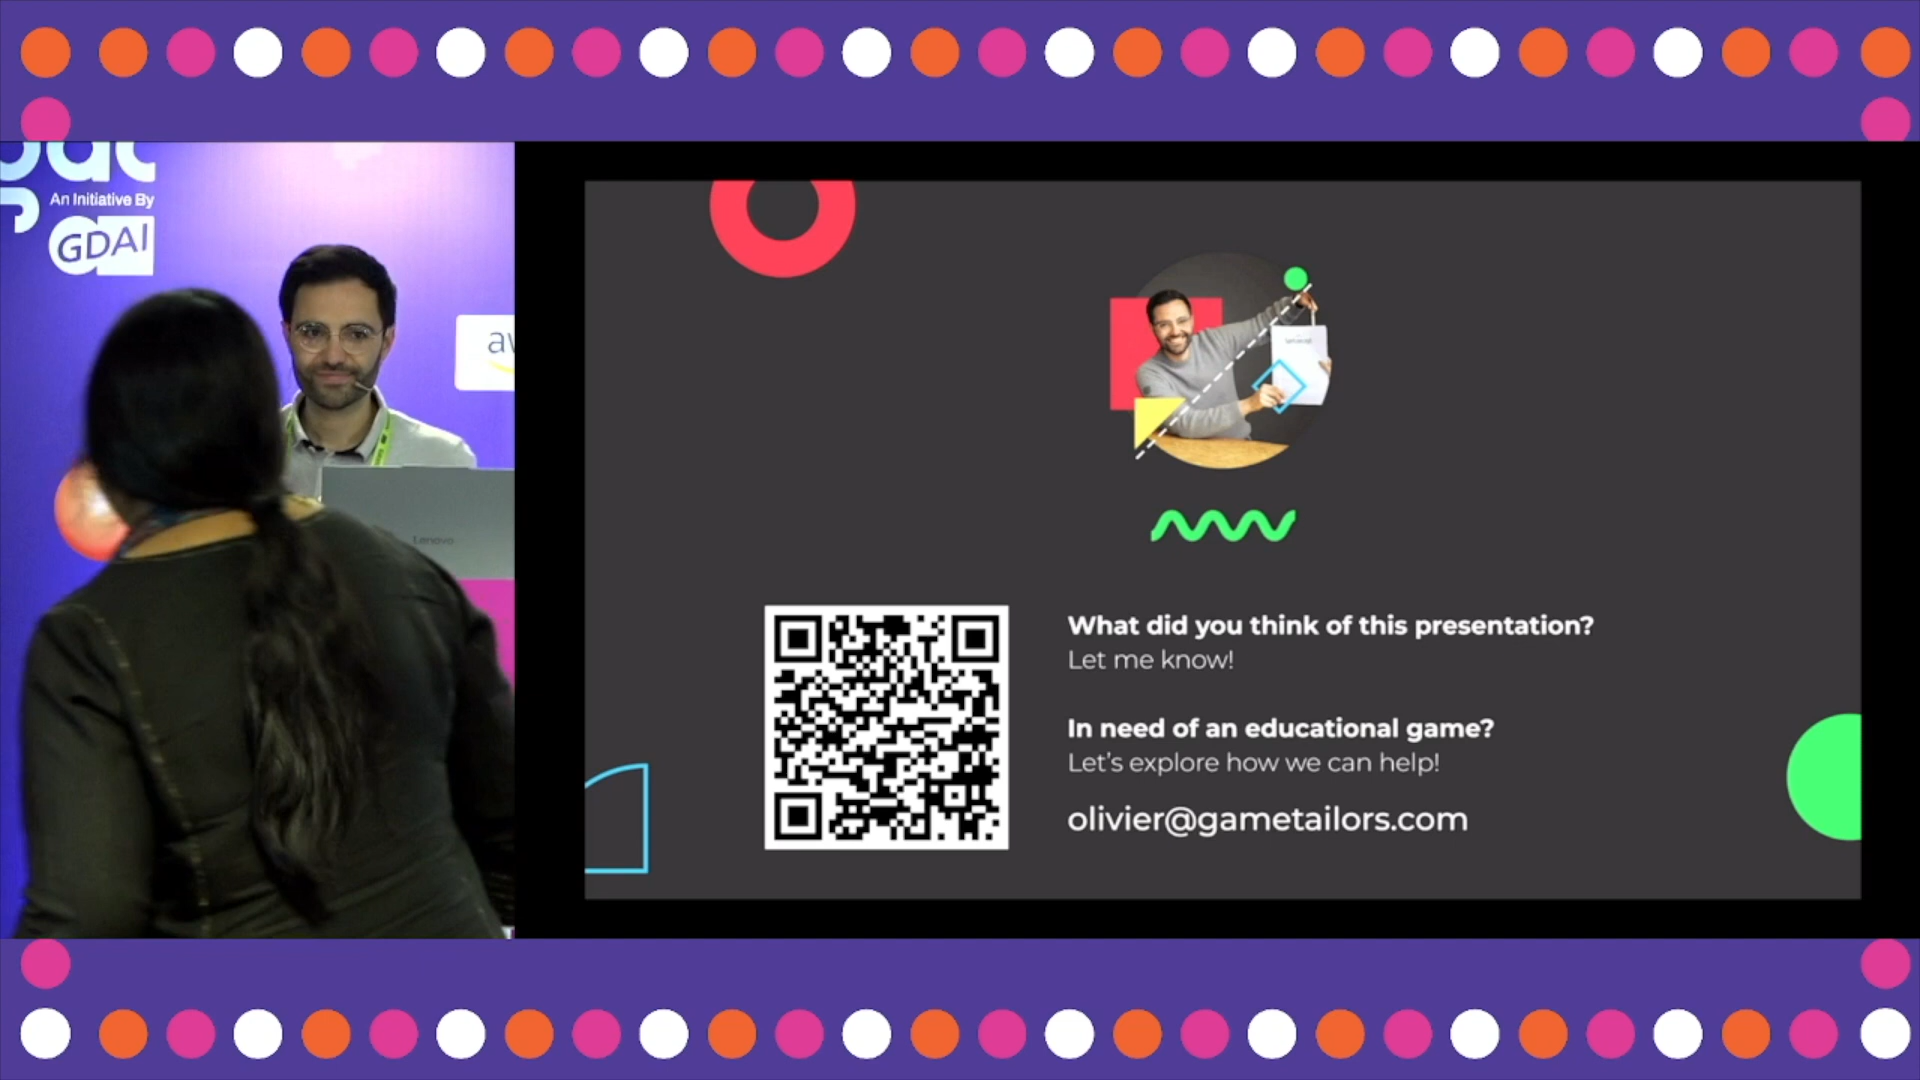 An Initiative By
GDAI
Lenovo
What did you think of this presentation?
Let me know!
In need of an educational game?
Let's explore how we can help!
olivier@gametailors.com